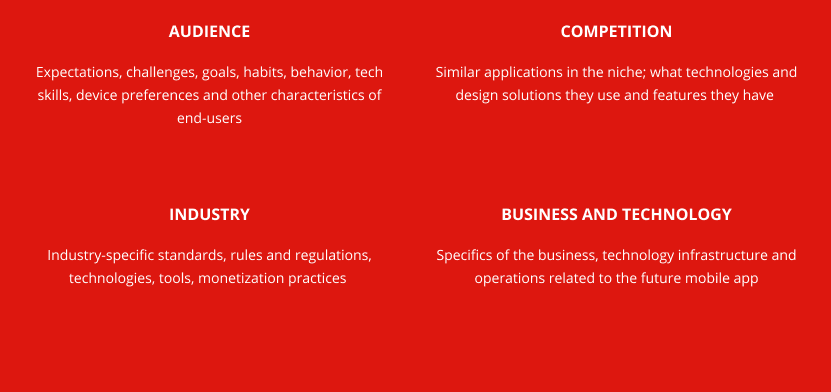 AUDIENCE
Expectations, challenges, goals, habits, behavior, tech
skills, device preferences and other characteristics of
end-users
COMPETITION
Similar applications in the niche; what technologies and
design solutions they use and features they have
INDUSTRY
Industry-specific standards, rules and regulations,
technologies, tools, monetization practices
BUSINESS AND TECHNOLOGY
Specifics of the business, technology infrastructure and
operations related to the future mobile app